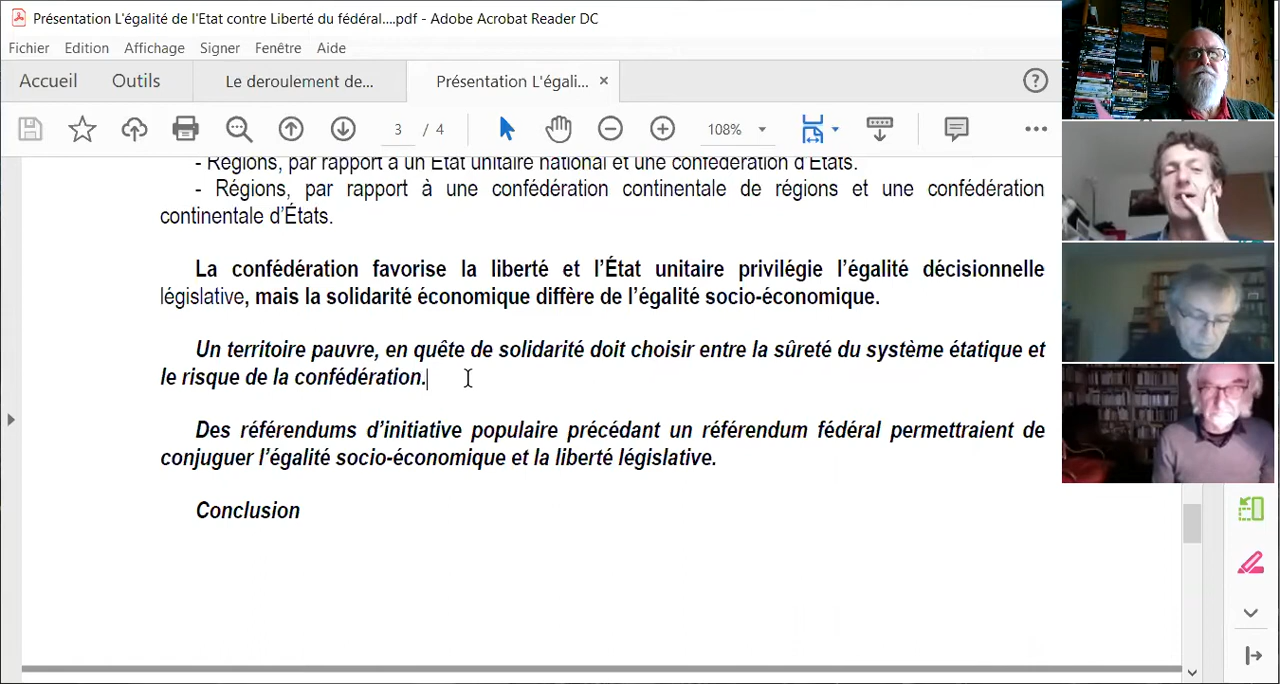 Présentation L'égalité de l'Etat contre Liberté du fédéral....pdf - Adobe Acrobat Reader DC
Fichier Edition Affichage Signer Fenêtre Aide
Accueil Outils Le deroulement de... Présentation L'égali... ×
3 / 4 108%
- Régions, par rapport à un État unitaire national et une confédération d'États.
- Régions, par rapport à une confédération continentale de régions et une confédération
continentale d'États.
La confédération favorise la liberté et l'État unitaire privilégie l'égalité décisionnelle
législative, mais la solidarité économique diffère de l'égalité socio-économique.
Un territoire pauvre, en quête de solidarité doit choisir entre la sûreté du système étatique et
le risque de la confédération.
Des référendums d'initiative populaire précédant un référendum fédéral permettraient de
conjuguer l'égalité socio-économique et la liberté législative.
Conclusion